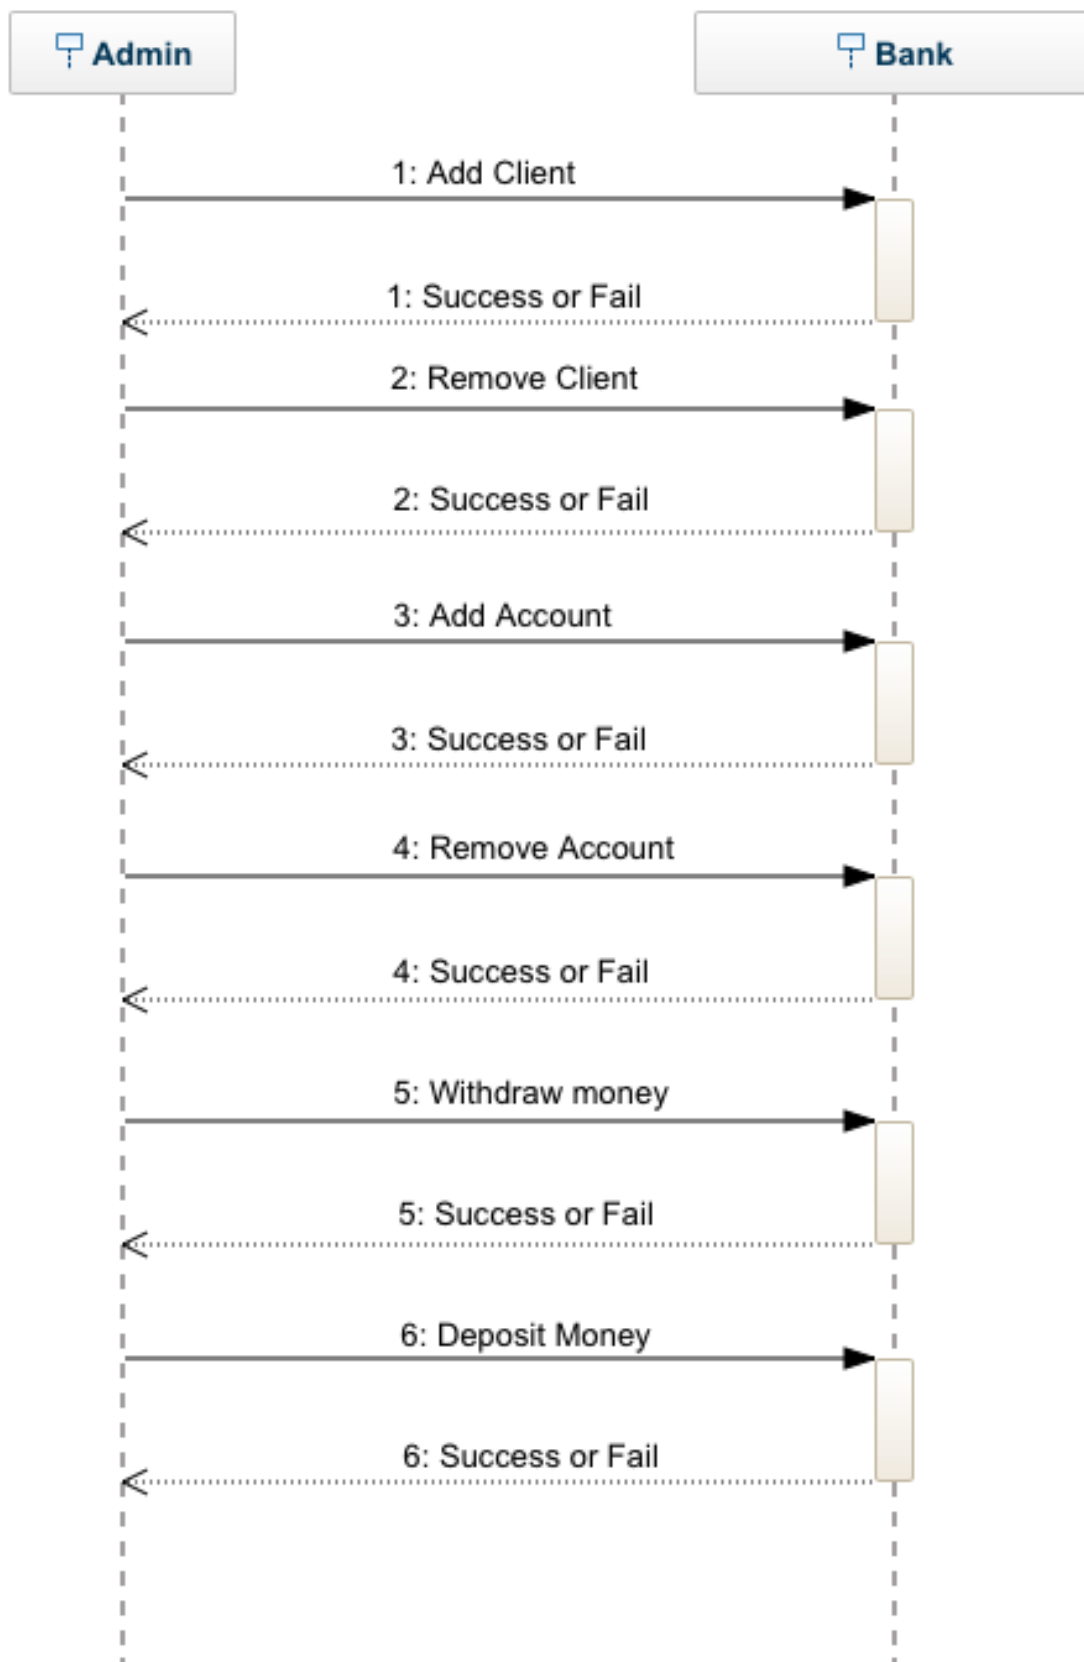 Admin
Bank
1: Add Client
1: Success or Fail
2: Remove Client
2: Success or Fail
3: Add Account
3: Success or Fail
4: Remove Account
4: Success or Fail
5: Withdraw money
5: Success or Fail
6: Deposit Money
6: Success or Fail